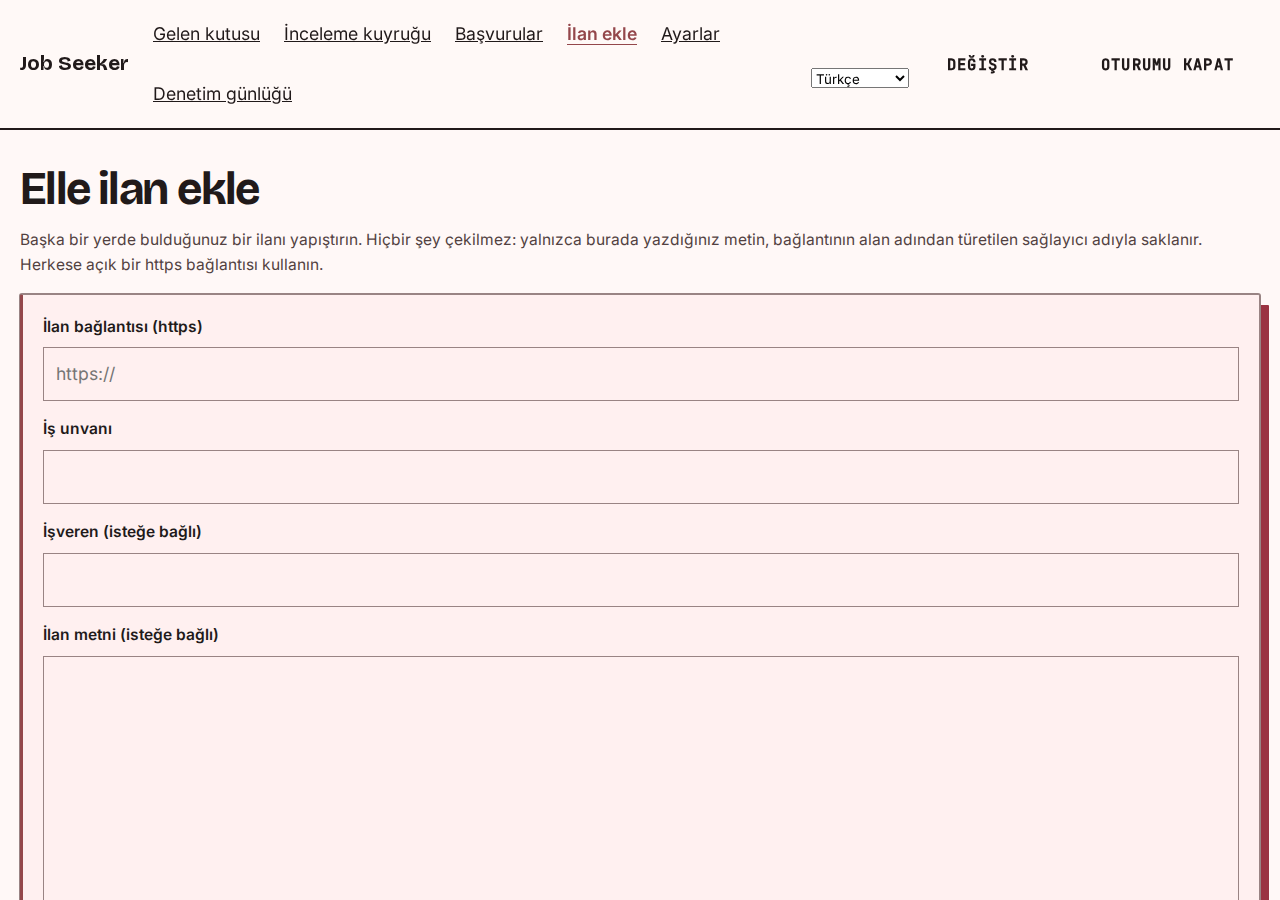 Job Seeker
Gelen kutusu İnceleme kuyruğu Başvurular İlan ekle Ayarlar
Denetim günlüğü
Türkçe
DEĞİŞTİR
OTURUMU KAPAT
Elle ilan ekle
Başka bir yerde bulduğunuz bir ilanı yapıştırın. Hiçbir şey çekilmez: yalnızca burada yazdığınız metin, bağlantının alan adından türetilen sağlayıcı adıyla saklanır.
Herkese açık bir https bağlantısı kullanın.
İlan bağlantısı (https)
https://
İş unvanı
İşveren (isteğe bağlı)
İlan metni (isteğe bağlı)